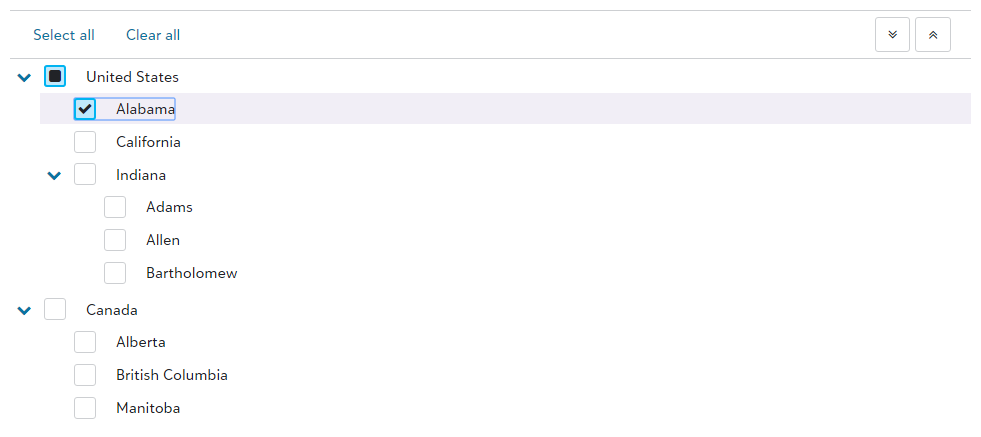 Select all Clear all
United States
Alabama
California
Indiana
Adams
Allen
Bartholomew
Canada
Alberta
British Columbia
Manitoba